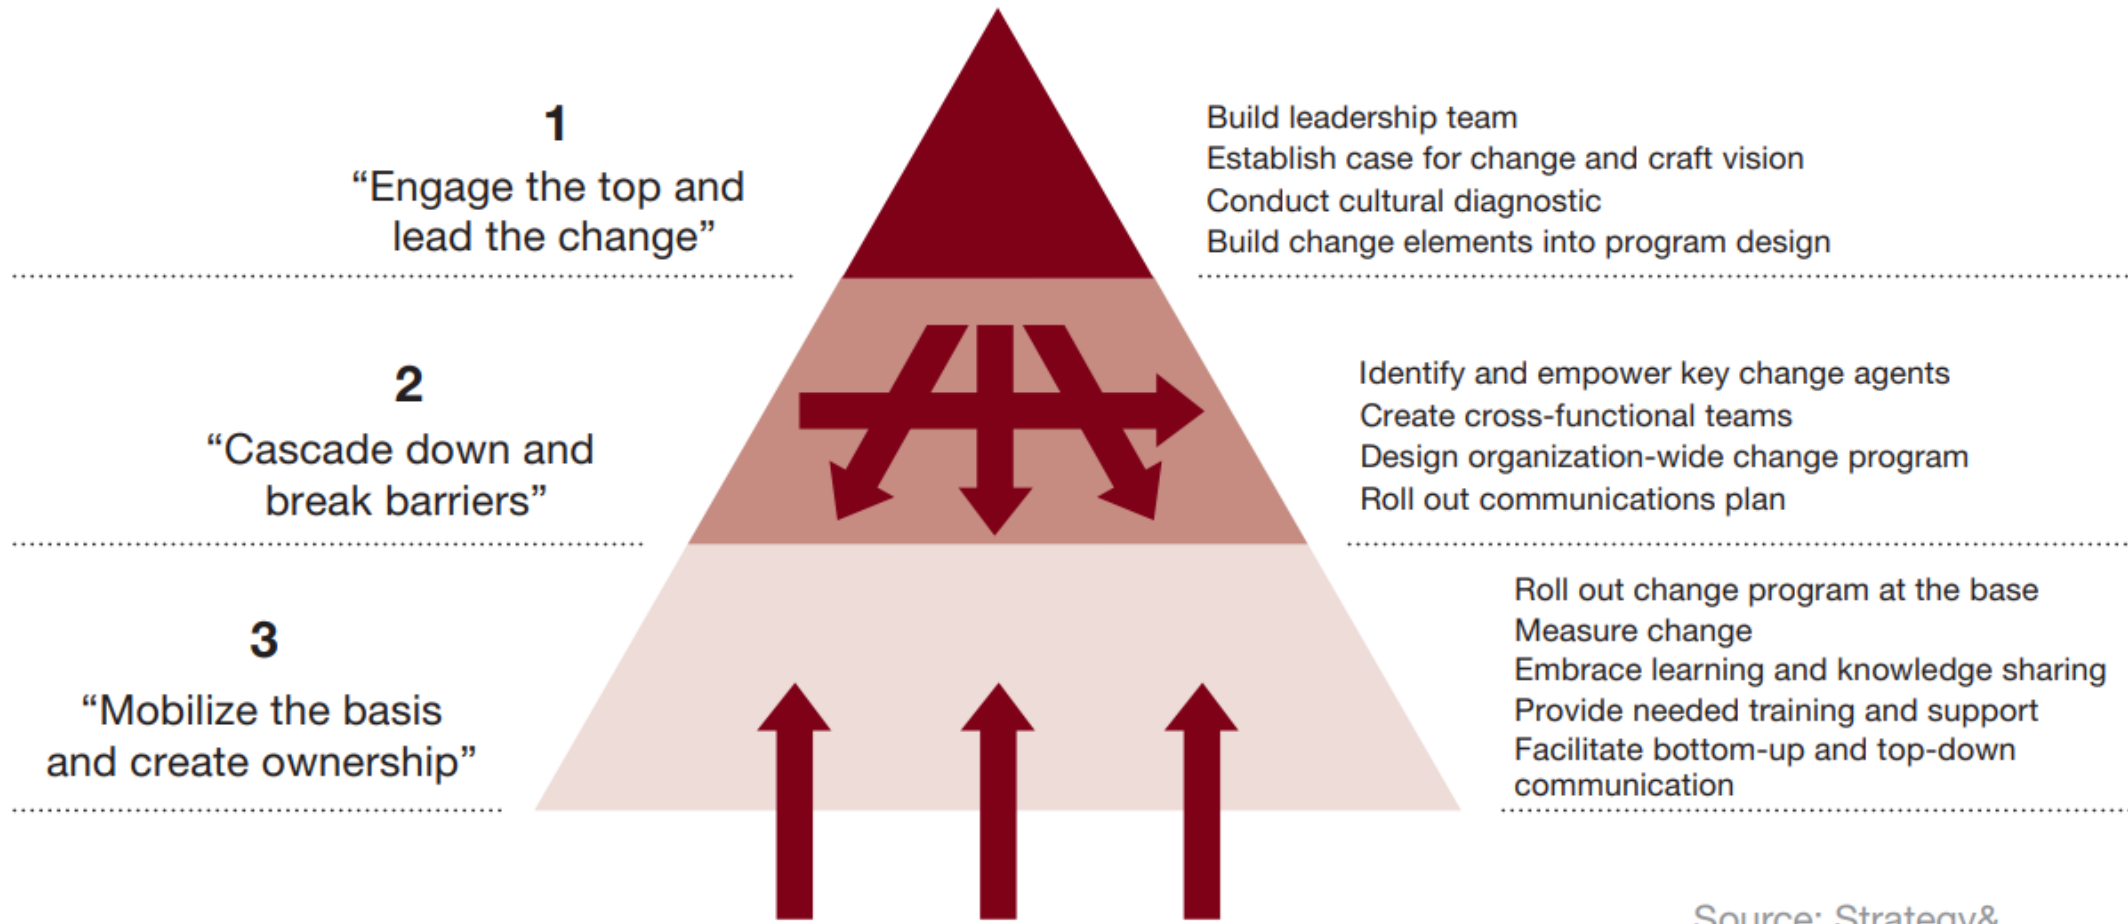 1
“Engage the top and
lead the change”
Build leadership team
Establish case for change and craft vision
Conduct cultural diagnostic
Build change elements into program design
2
“Cascade down and
break barriers”
Identify and empower key change agents
Create cross-functional teams
Design organization-wide change program
Roll out communications plan
3
“Mobilize the basis
and create ownership”
Roll out change program at the base
Measure change
Embrace learning and knowledge sharing
Provide needed training and support
Facilitate bottom-up and top-down
communication
Source: Strategy&